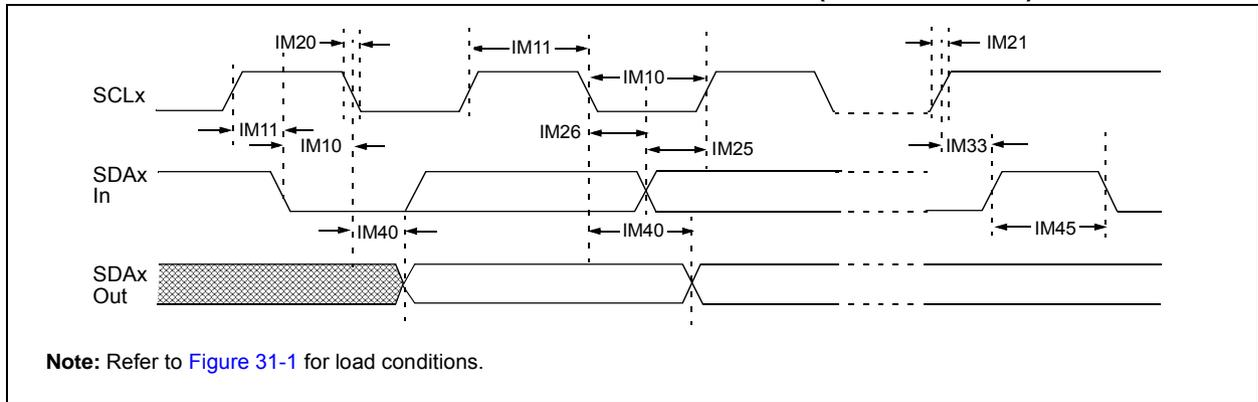 IM20
IM11
IM21
SCLx
IM10
IM11
IM10
IM26
IM25
IM33
SDAx
In
IM40
IM40
IM45
SDAx
Out
Note: Refer to Figure 31-1 for load conditions.